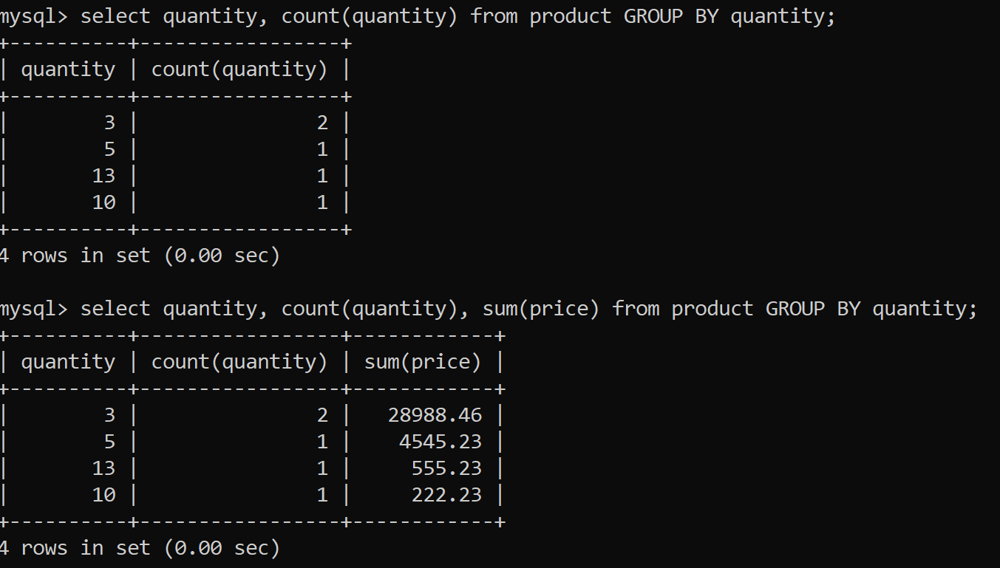 mysql> select quantity, count(quantity) from product GROUP BY quantity;
+----------+-----------------+
| quantity | count(quantity) |
+----------+-----------------+
|        3 |               2 |
|        5 |               1 |
|       13 |               1 |
|       10 |               1 |
+----------+-----------------+
4 rows in set (0.00 sec)

mysql> select quantity, count(quantity), sum(price) from product GROUP BY quantity;
+----------+-----------------+------------+
| quantity | count(quantity) | sum(price) |
+----------+-----------------+------------+
|        3 |               2 |   28988.46 |
|        5 |               1 |    4545.23 |
|       13 |               1 |     555.23 |
|       10 |               1 |     222.23 |
+----------+-----------------+------------+
4 rows in set (0.00 sec)